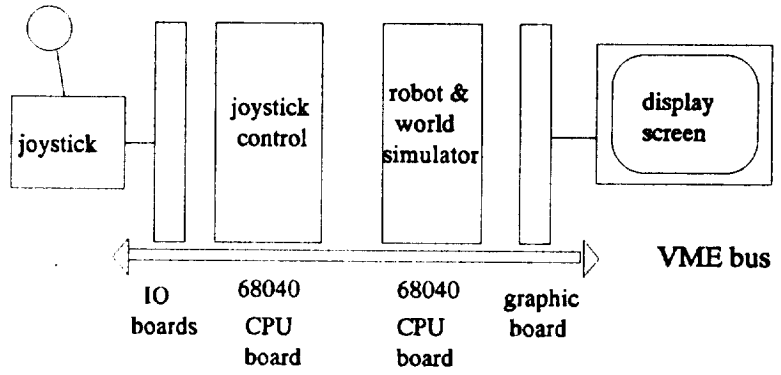 joystick
joystick
control
robot &
world
simulator
display
screen
VME bus
IO
boards
68040
CPU
board
68040
CPU
board
graphic
board